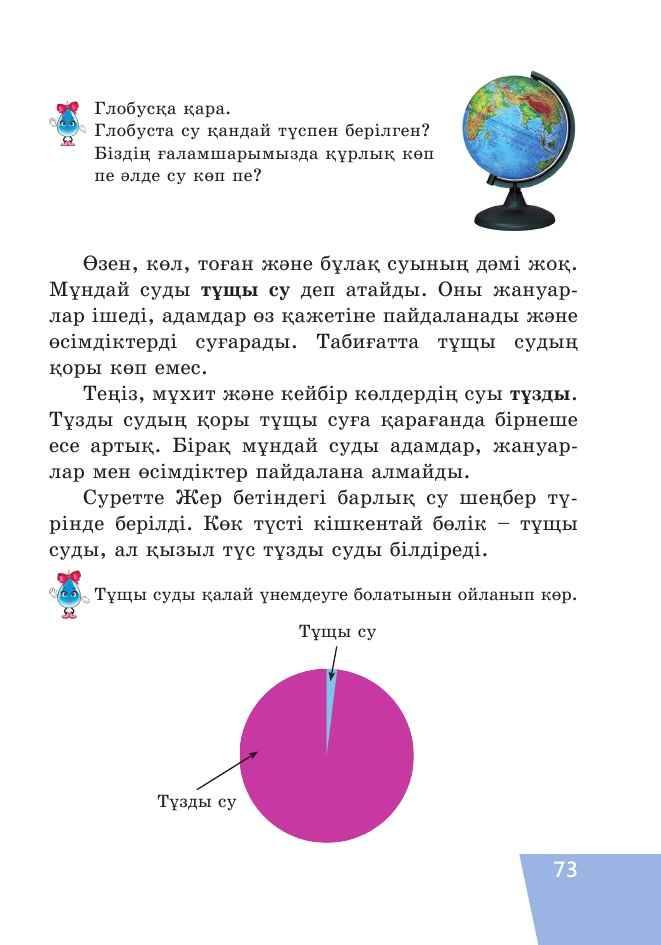 Глобусқа қара.
Глобуста су қандай түспен берілген?
Біздің ғаламшарымызда құрлық көп
пе әлде су көп пе?
Өзен, көл, тоған және бұлақ суының дәмі жоқ.
Мұндай суды тұщы су деп атайды. Оны жануар-
лар ішеді, адамдар өз қажетіне пайдаланады және
өсімдіктерді суғарады. Табиғатта тұщы судың
қоры көп емес.
Теңіз, мұхит және кейбір көлдердің суы тұзды.
Тұзды судың қоры тұщы суға қарағанда бірнеше
есе артық. Бірақ мұндай суды адамдар, жануар-
лар мен өсімдіктер пайдалана алмайды.
Суретте Жер бетіндегі барлық су шеңбер тү-
рінде берілді. Көк түсті кішкентай бөлік – тұщы
суды, ал қызыл түс тұзды суды білдіреді.
Тұщы суды қалай үнемдеуге болатынын ойланып көр.
Тұщы су
Тұзды су
73